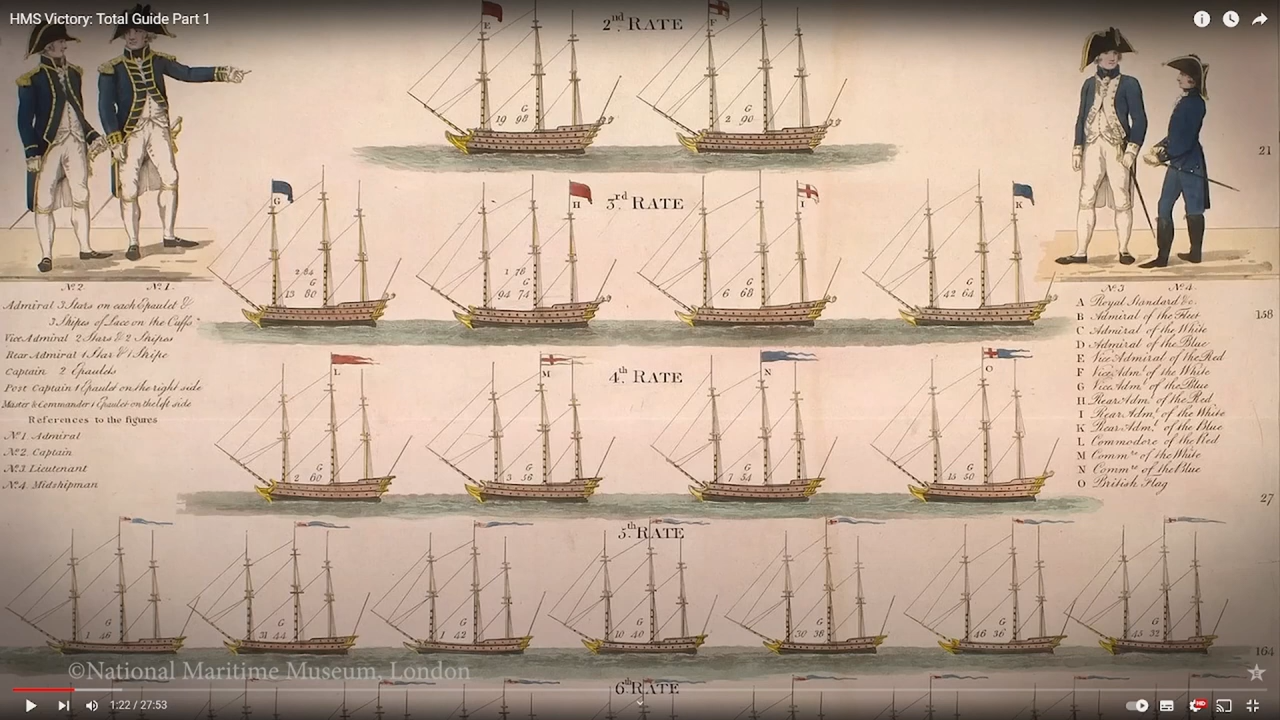 HMS Victory: Total Guide Part 1
2nd RATE
E
F
G
19 98
G
2 90
21
3rd RATE
G
H
I
K
2 84
G
13 80
1 76
G
94 74
G
6 68
G
42 64
No. 2. No. 1.
Admiral 3 Stars on each Epaulet &
3 Stripes of Lace on the Cuffs
Vice Admiral 2 Stars & 2 Stripes
Rear Admiral 1 Star & 1 Stripe
Captain 2 Epaulets
Post Captain 1 Epaulet on the right side
Master & Commander 1 Epaulet on the left side
References to the figures
No. 1. Admiral
No. 2. Captain
No. 3. Lieutenant
No. 4. Midshipman
No. 3 No. 4
A Royal Standard &c.
B Admiral of the Fleet
C Admiral of the White
D Admiral of the Blue
E Vice Admiral of the Red
F Vice Adml. of the White
G Vice Adml. of the Blue
H Rear Adml. of the Red
I Rear Adml. of the White
K Rear Adml. of the Blue
L Commodore of the Red
M Commre. of the White
N Commre. of the Blue
O British Flag
158
4th RATE
L
M
N
O
G
2 60
G
3 56
G
7 54
G
15 50
27
5th RATE
G
1 46
G
31 44
G
1 42
G
10 40
G
30 38
G
46 36
G
43 32
164
©National Maritime Museum, London
6th RATE
1:22 / 27:53
HD